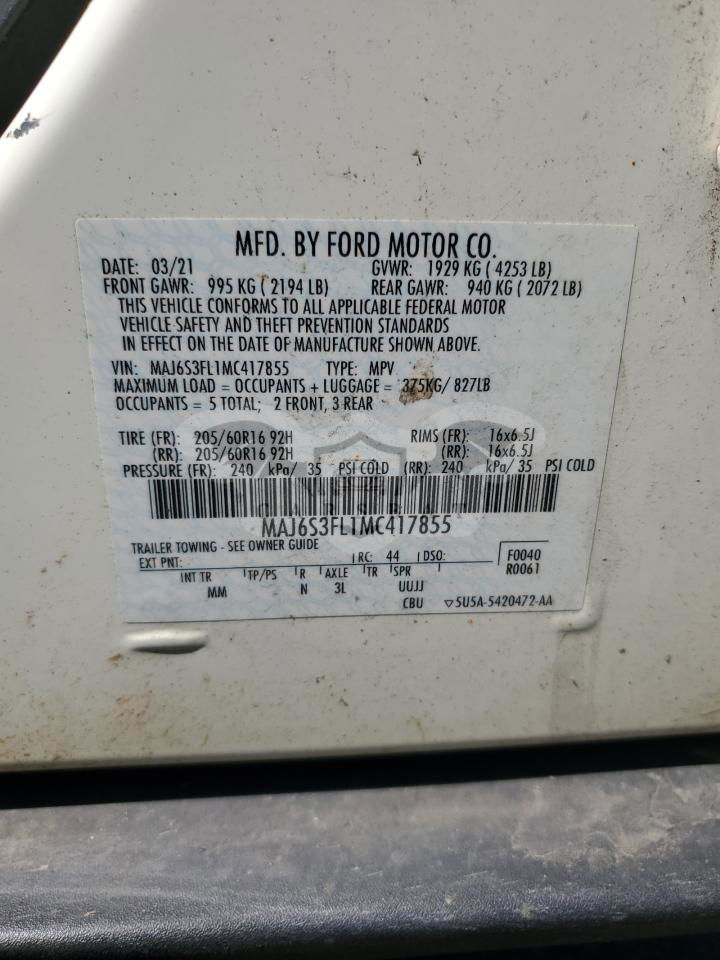 MFD. BY FORD MOTOR CO.
DATE: 03/21 GVWR: 1929 KG ( 4253 LB)
FRONT GAWR: 995 KG ( 2194 LB) REAR GAWR: 940 KG ( 2072 LB)
THIS VEHICLE CONFORMS TO ALL APPLICABLE FEDERAL MOTOR
VEHICLE SAFETY AND THEFT PREVENTION STANDARDS
IN EFFECT ON THE DATE OF MANUFACTURE SHOWN ABOVE.
VIN: MAJ6S3FL1MC417855 TYPE: MPV
MAXIMUM LOAD = OCCUPANTS + LUGGAGE = 375KG/ 827LB
OCCUPANTS = 5 TOTAL; 2 FRONT, 3 REAR
TIRE (FR): 205/60R16 92H RIMS (FR): 16x6.5J
(RR): 205/60R16 92H (RR): 16x6.5J
PRESSURE (FR): 240 kPa/ 35 PSI COLD (RR): 240 kPa/ 35 PSI COLD
MAJ6S3FL1MC417855
TRAILER TOWING - SEE OWNER GUIDE
EXT PNT: RC: 44 DSO: F0040
R0061
INT TR TP/PS R AXLE TR SPR
MM N 3L UUJJ
CBU ▽5U5A-5420472-AA